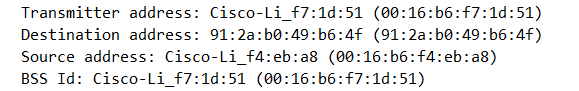 Transmitter address: Cisco-Li_f7:1d:51 (00:16:b6:f7:1d:51)
Destination address: 91:2a:b0:49:b6:4f (91:2a:b0:49:b6:4f)
Source address: Cisco-Li_f4:eb:a8 (00:16:b6:f4:eb:a8)
BSS Id: Cisco-Li_f7:1d:51 (00:16:b6:f7:1d:51)